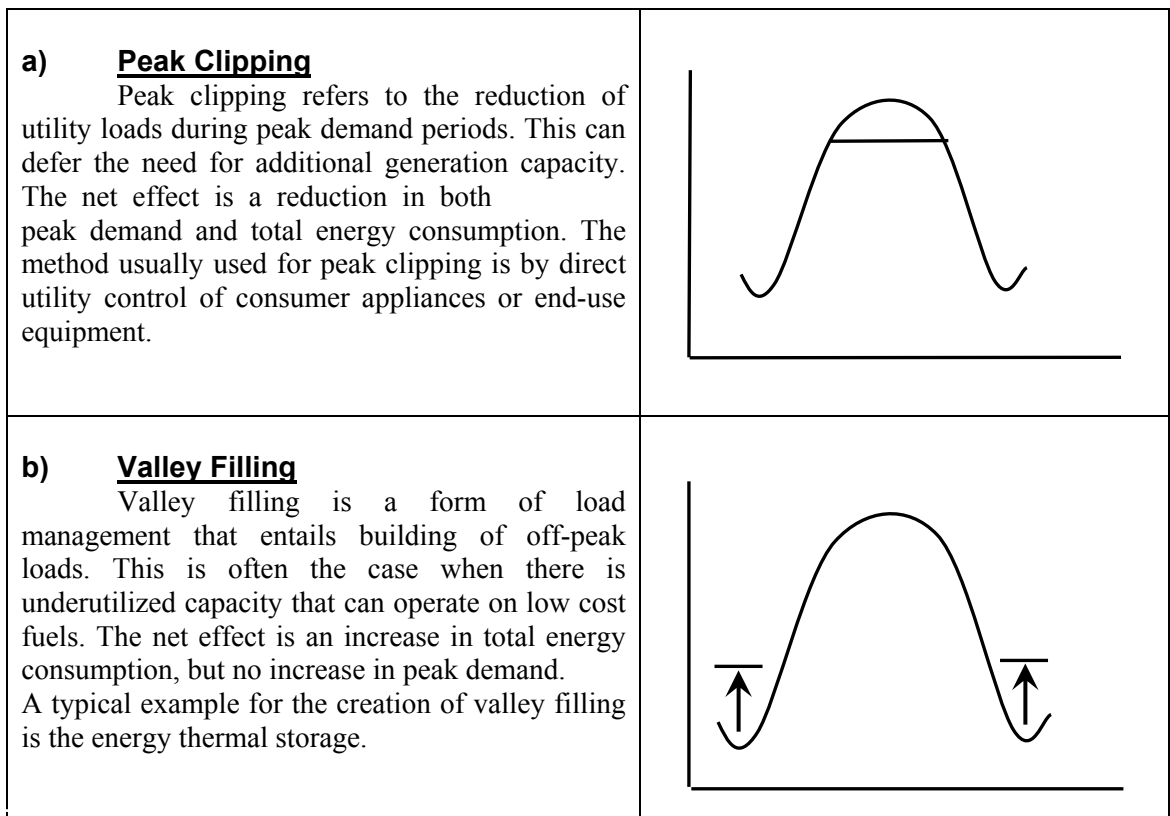 a) Peak Clipping
Peak clipping refers to the reduction of
utility loads during peak demand periods. This can
defer the need for additional generation capacity.
The net effect is a reduction in both
peak demand and total energy consumption. The
method usually used for peak clipping is by direct
utility control of consumer appliances or end-use
equipment.
b) Valley Filling
Valley filling is a form of load
management that entails building of off-peak
loads. This is often the case when there is
underutilized capacity that can operate on low cost
fuels. The net effect is an increase in total energy
consumption, but no increase in peak demand.
A typical example for the creation of valley filling
is the energy thermal storage.